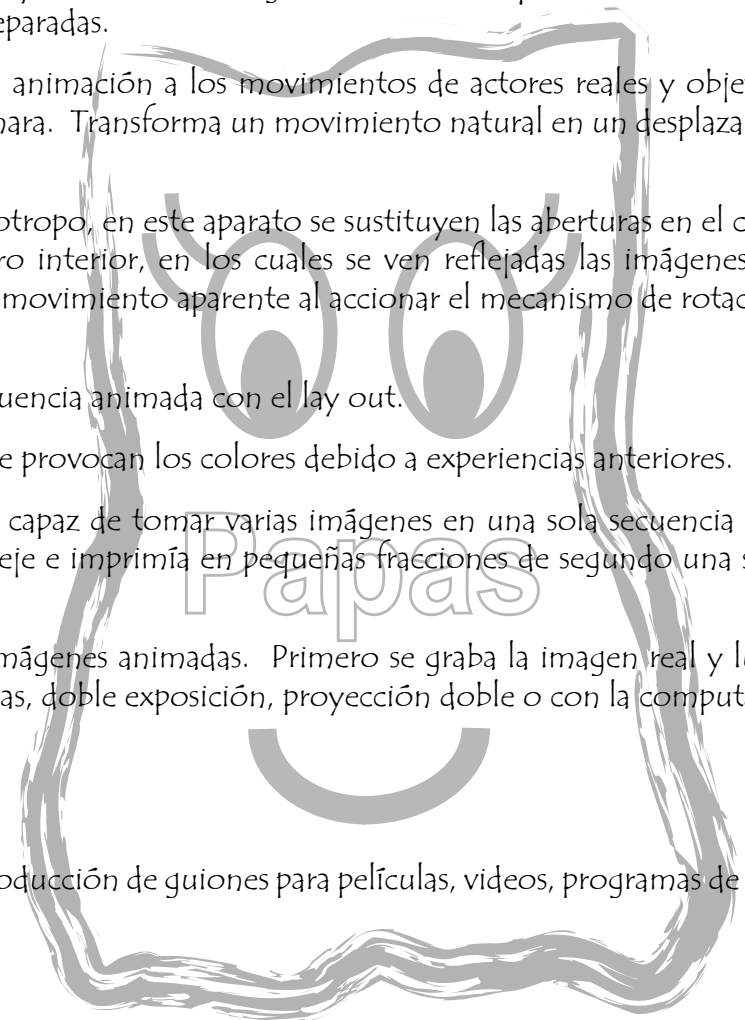 eparadas.
animación a los movimientos de actores reales y obje
nara. Transforma un movimiento natural en un desplaza
otropo, en este aparato se sustituyen las aberturas en el c
ro interior, en los cuales se ven reflejadas las imágenes
movimiento aparente al accionar el mecanismo de rotac
uencia animada con el lay out.
e provocan los colores debido a experiencias anteriores.
capaz de tomar varias imágenes en una sola secuencia
eje e imprimía en pequeñas fracciones de segundo una s
Papas
mágenes animadas. Primero se graba la imagen real y l
as, doble exposición, proyección doble o con la computa
oducción de guiones para películas, videos, programas de